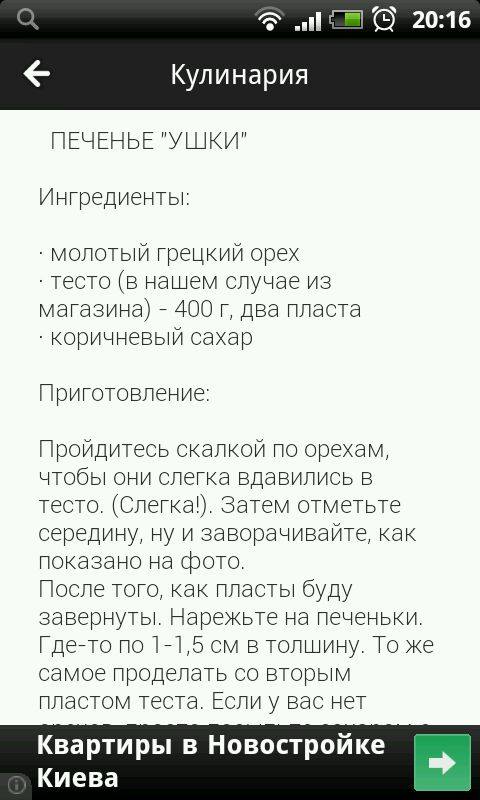 20:16
Кулинария
ПЕЧЕНЬЕ "УШКИ"
Ингредиенты:
· молотый грецкий орех
· тесто (в нашем случае из
магазина) - 400 г, два пласта
· коричневый сахар
Приготовление:
Пройдитесь скалкой по орехам,
чтобы они слегка вдавились в
тесто. (Слегка!). Затем отметьте
середину, ну и заворачивайте, как
показано на фото.
После того, как пласты буду
завернуты. Нарежьте на печеньки.
Где-то по 1-1,5 см в толщину. То же
самое проделать со вторым
пластом теста. Если у вас нет
Квартиры в Новостройке
Киева